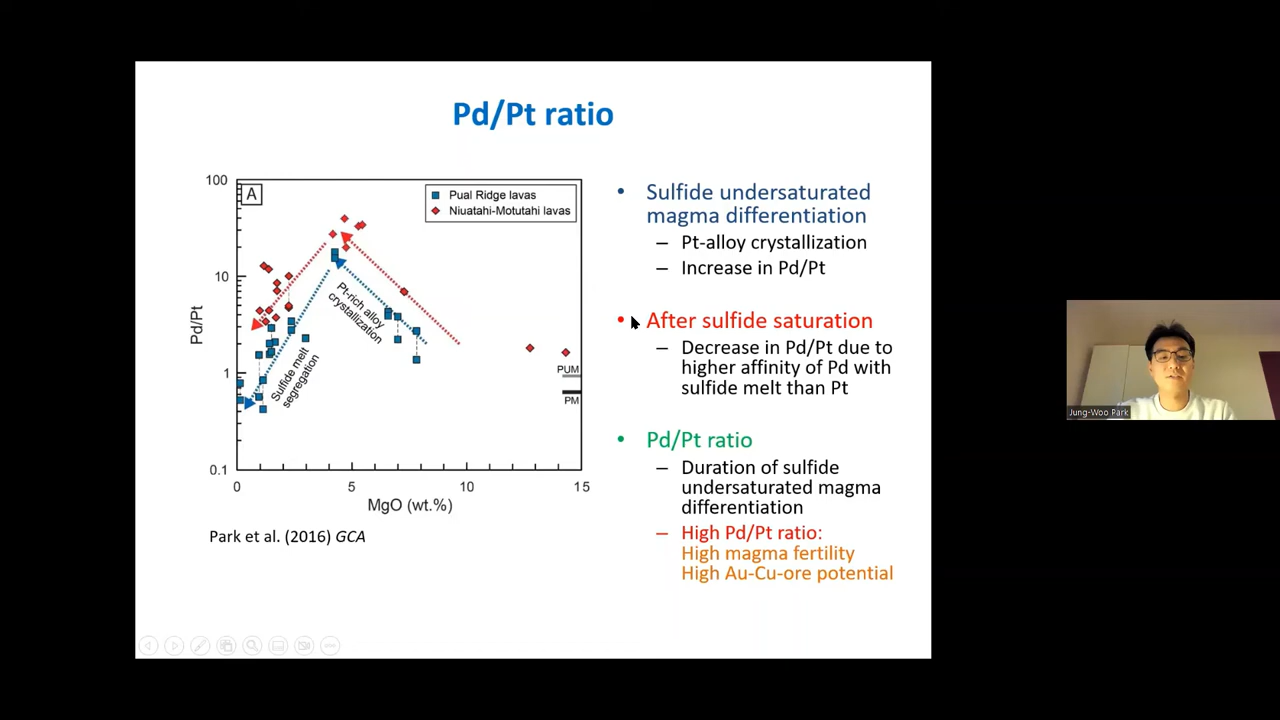 Pd/Pt ratio
100
10
1
0.1
Pd/Pt
A
Pual Ridge lavas
Niuatahi-Motutahi lavas
Pt-rich alloy
crystallization
Sulfide melt
segregation
PUM
PM
0
5
10
15
MgO (wt.%)
Park et al. (2016) GCA
• Sulfide undersaturated
magma differentiation
– Pt-alloy crystallization
– Increase in Pd/Pt
• After sulfide saturation
– Decrease in Pd/Pt due to
higher affinity of Pd with
sulfide melt than Pt
• Pd/Pt ratio
– Duration of sulfide
undersaturated magma
differentiation
– High Pd/Pt ratio:
High magma fertility
High Au-Cu-ore potential
Jung-Woo Park